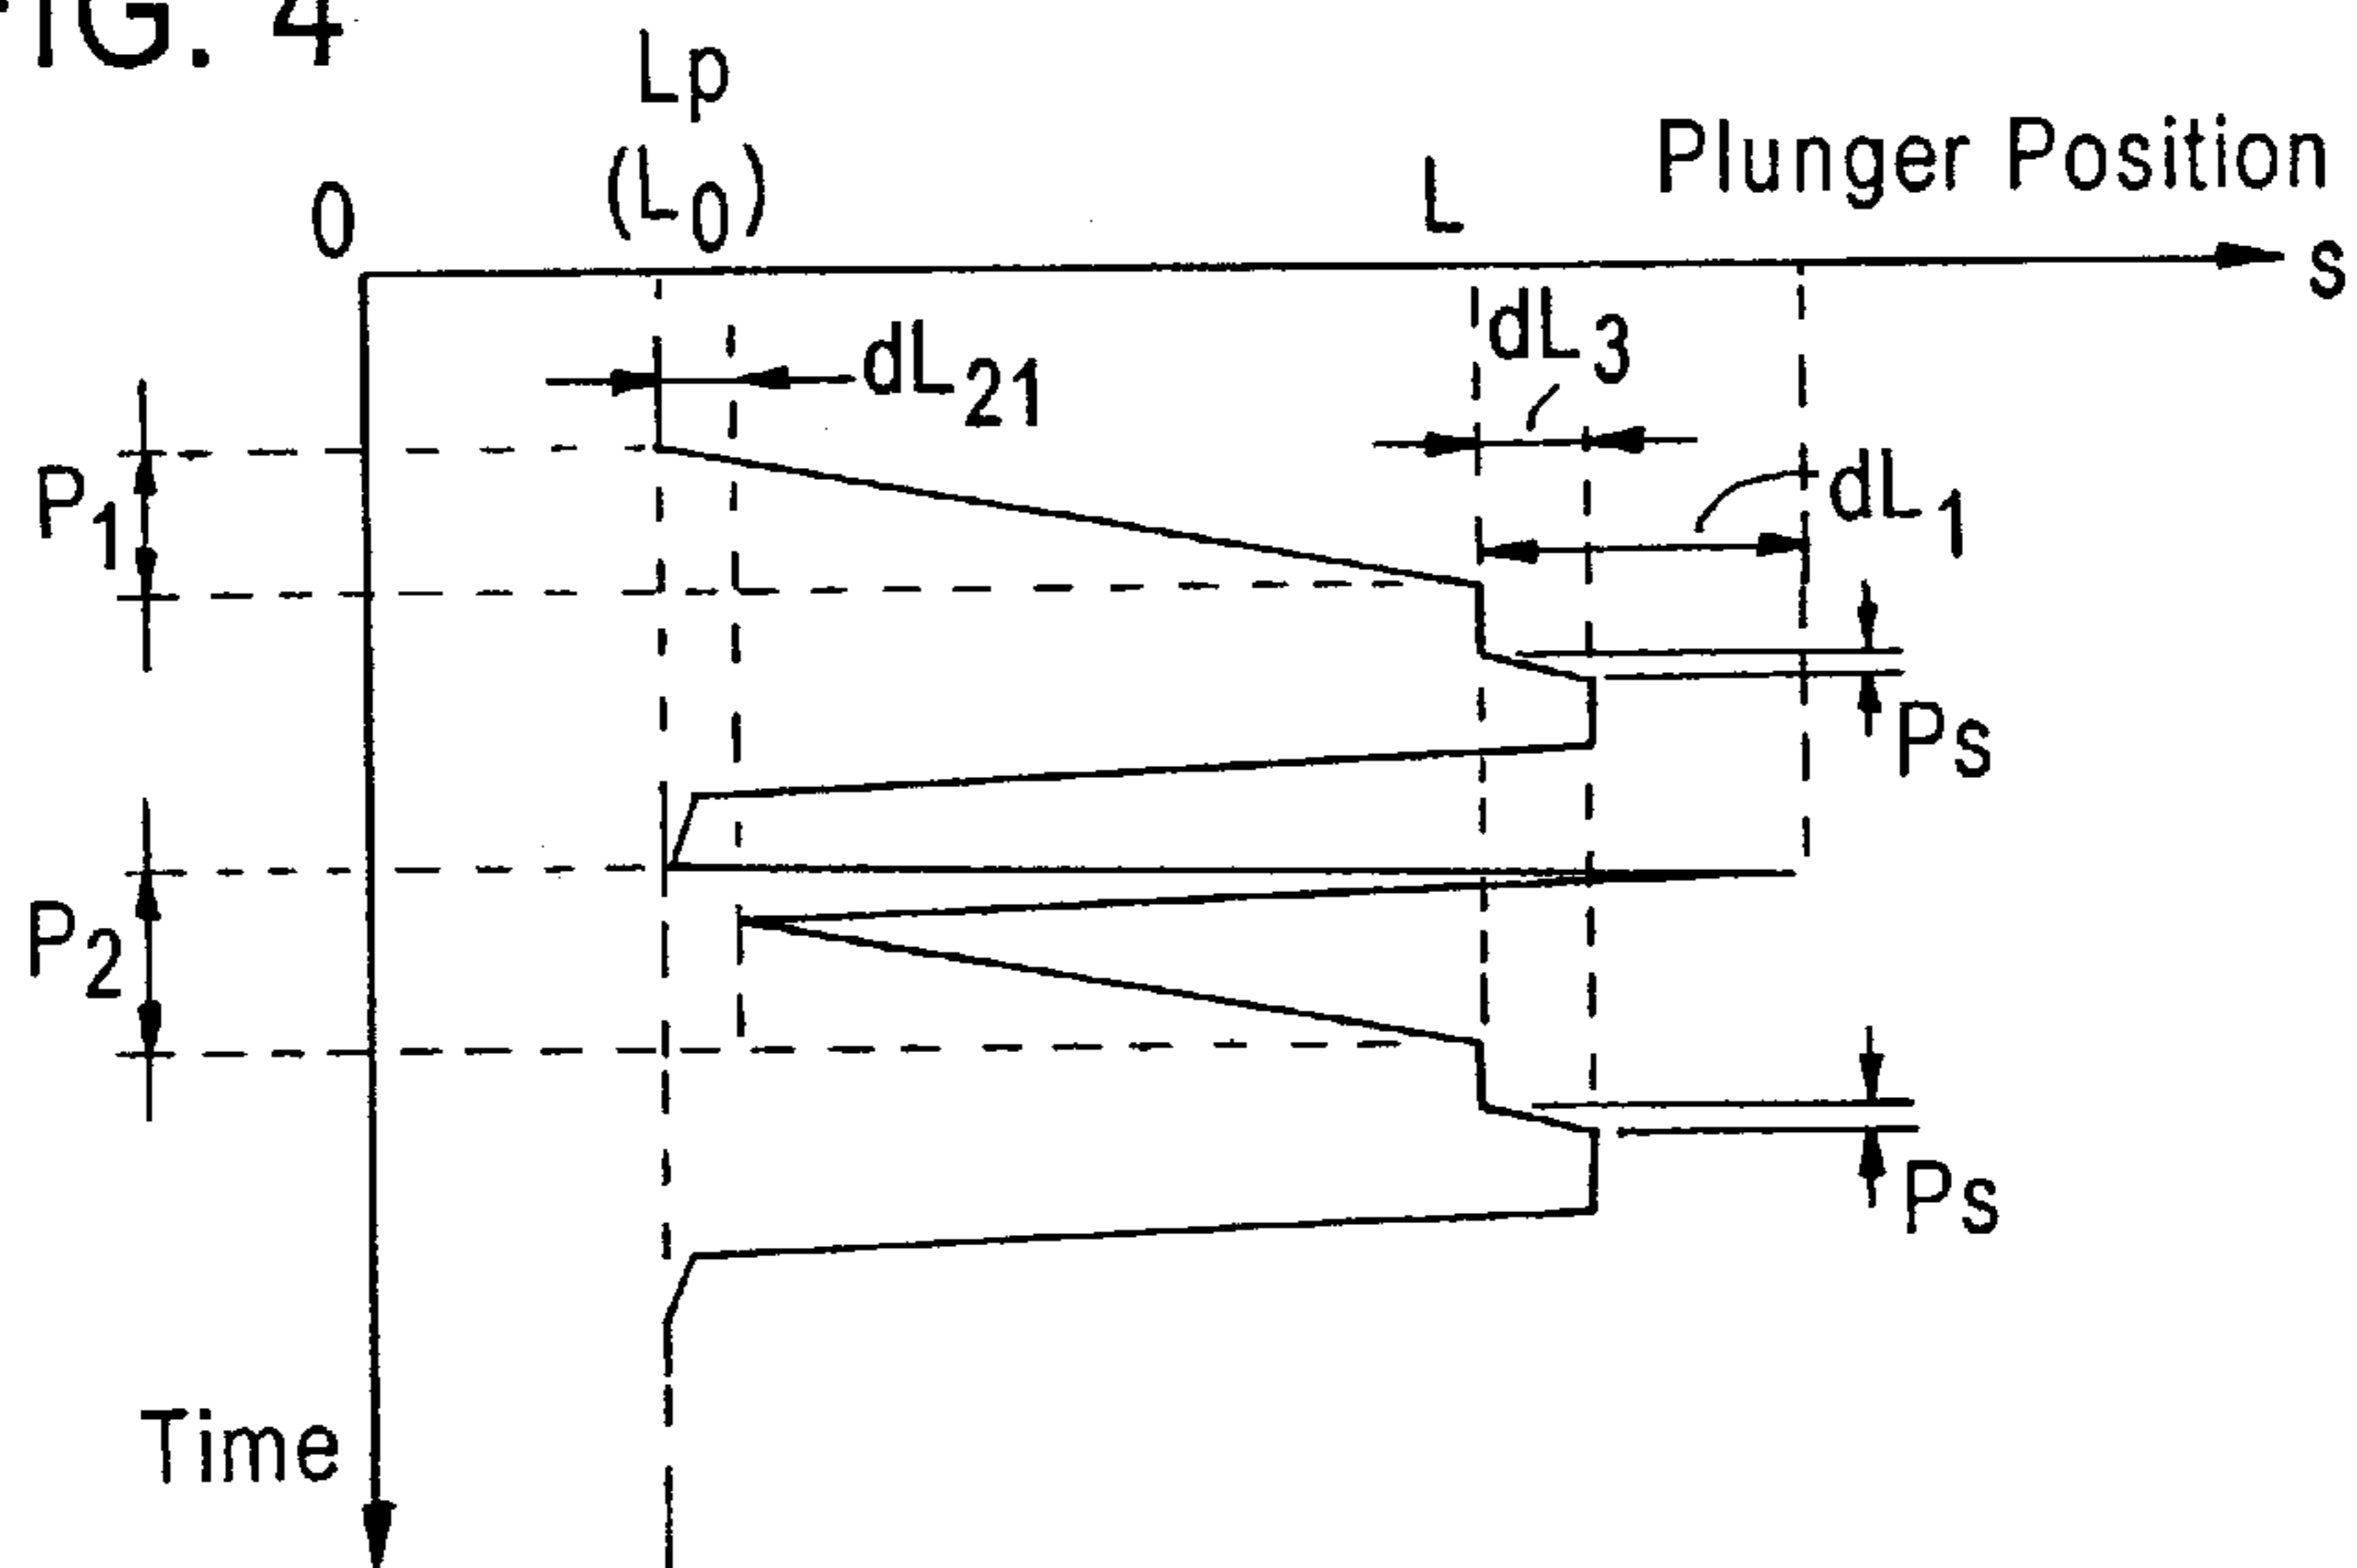 FIG. 4
Lp
(L0)
0
L
Plunger Position
s
dL21
dL3
dL1
P1
Ps
P2
Ps
Time